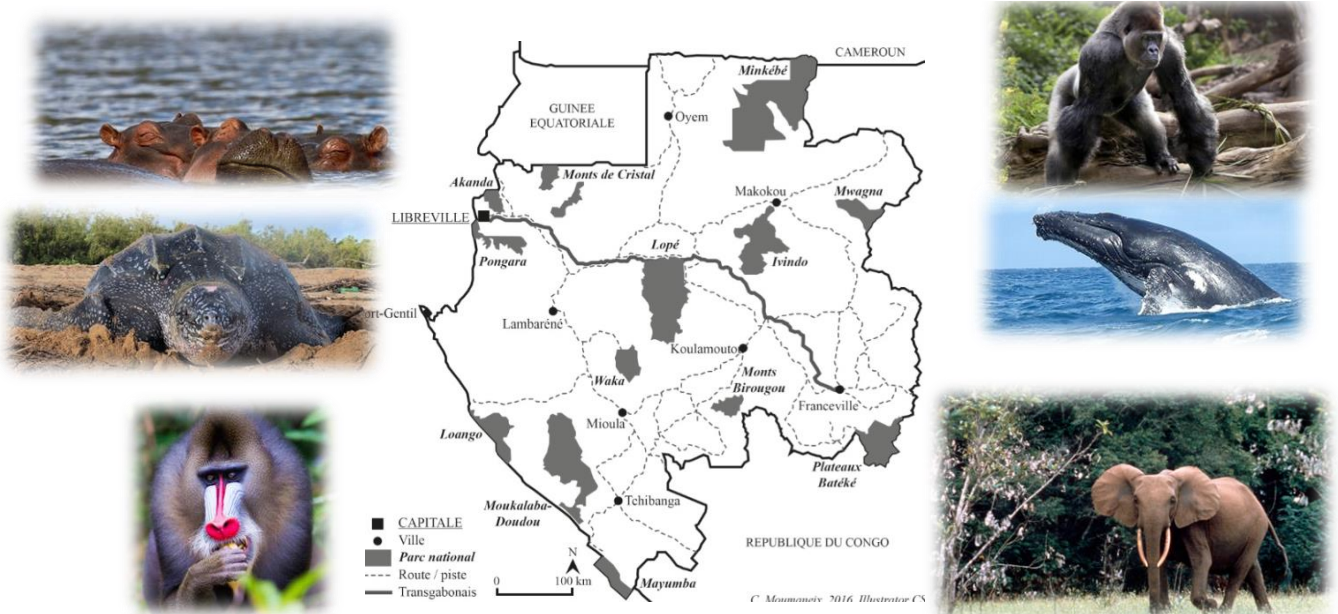 CAMEROUN
Minkébé
GUINEE
EQUATORIALE
Oyem
Akanda
Monts de Cristal
Makokou
Mwagna
LIBREVILLE
Lopé
Pongara
Ivindo
ort-Gentil
Lambaréné
Koulamouto
Waka
Monts
Birougou
Franceville
Loango
Mioula
Plateaux
Batéké
Moukalaba-
Doudou
Tchibanga
CAPITALE
Ville
Parc national
Route / piste
Transgabonais
N
0
100 km
REPUBLIQUE DU CONGO
Mayumba
C. Moumaneix, 2016, Illustrator CS